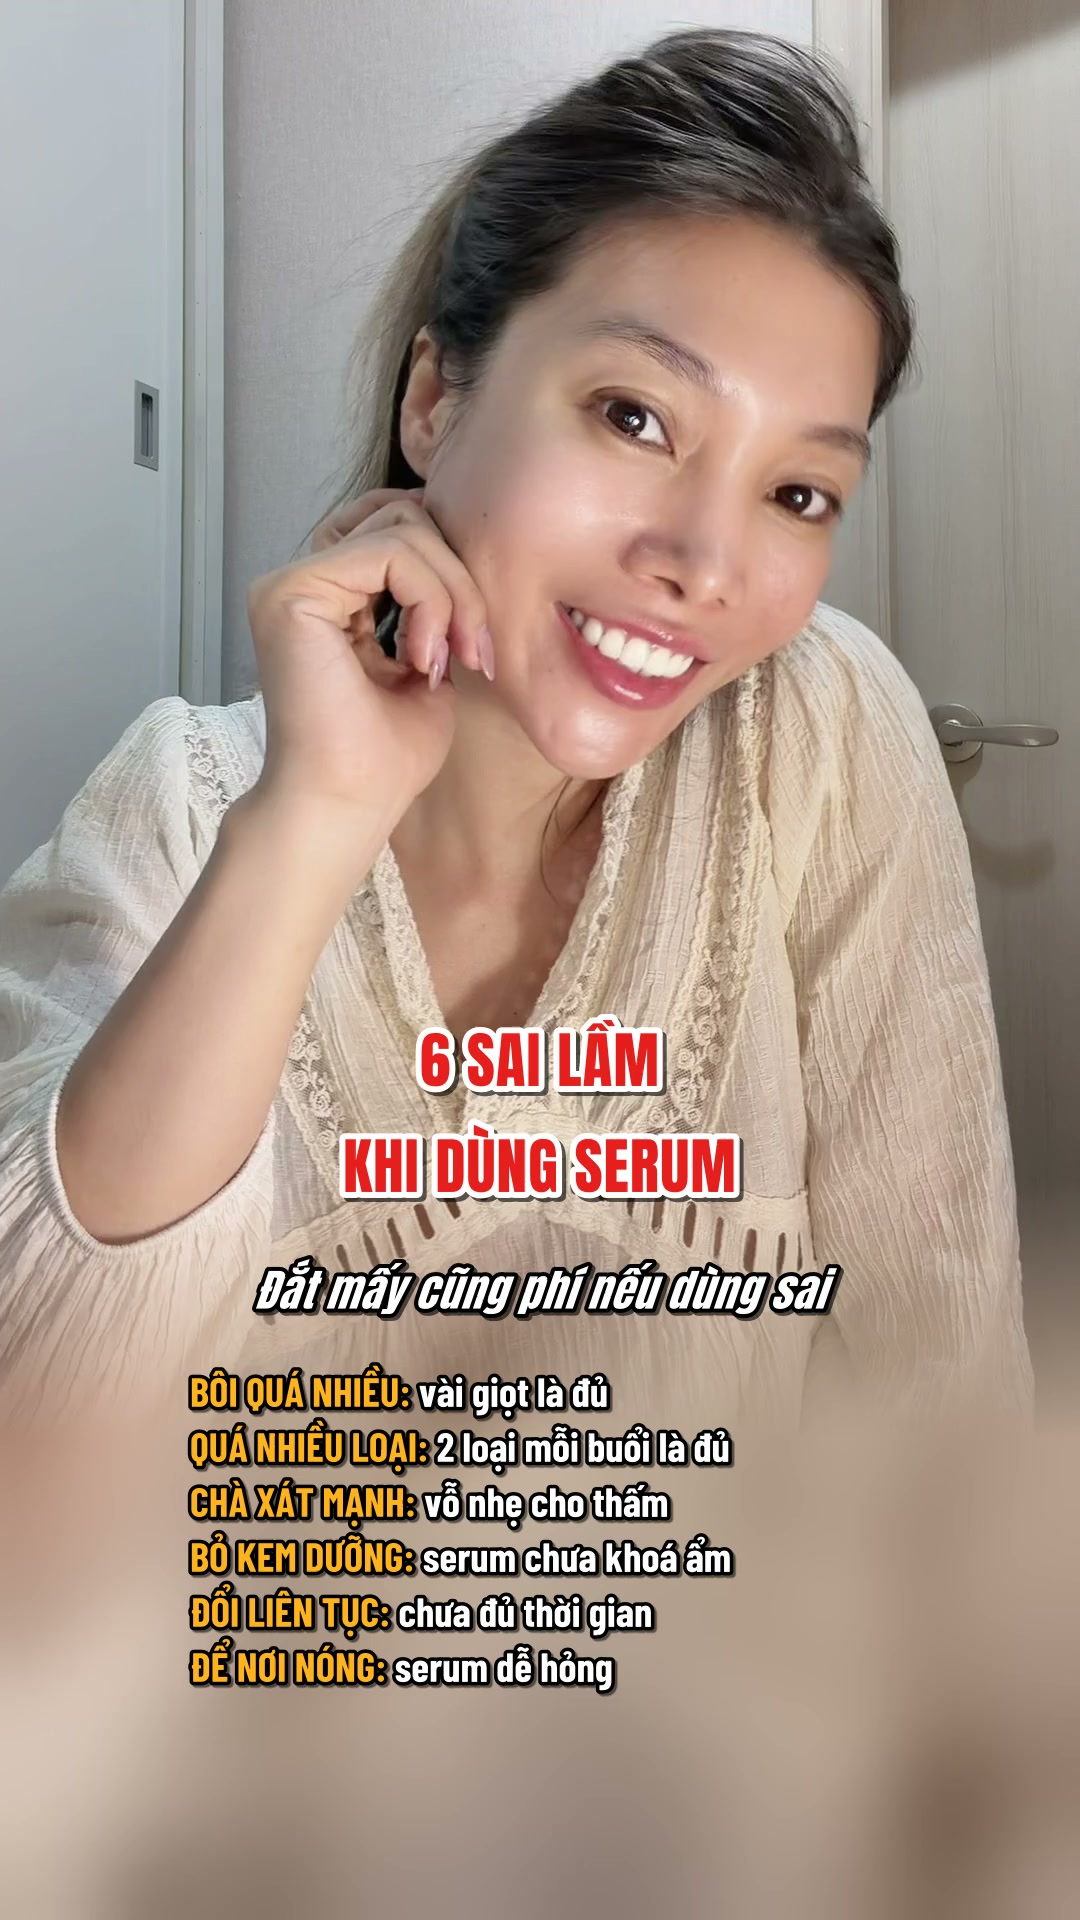 6 SAI LẦM
KHI DÙNG SERUM
Đắt mấy cũng phí nếu dùng sai
BÔI QUÁ NHIỀU: vài giọt là đủ
QUÁ NHIỀU LOẠI: 2 loại mỗi buổi là đủ
CHÀ XÁT MẠNH: vỗ nhẹ cho thấm
BỎ KEM DƯỠNG: serum chưa khoá ẩm
ĐỔI LIÊN TỤC: chưa đủ thời gian
ĐỂ NƠI NÓNG: serum dễ hỏng